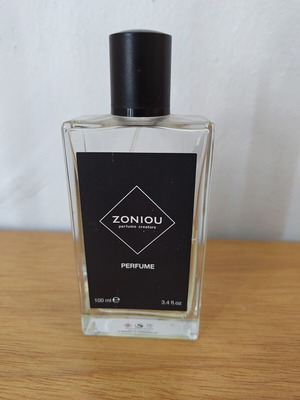 ZONIOU
perfume creators
PERFUME
100 ml ℮ 3.4 fl.oz